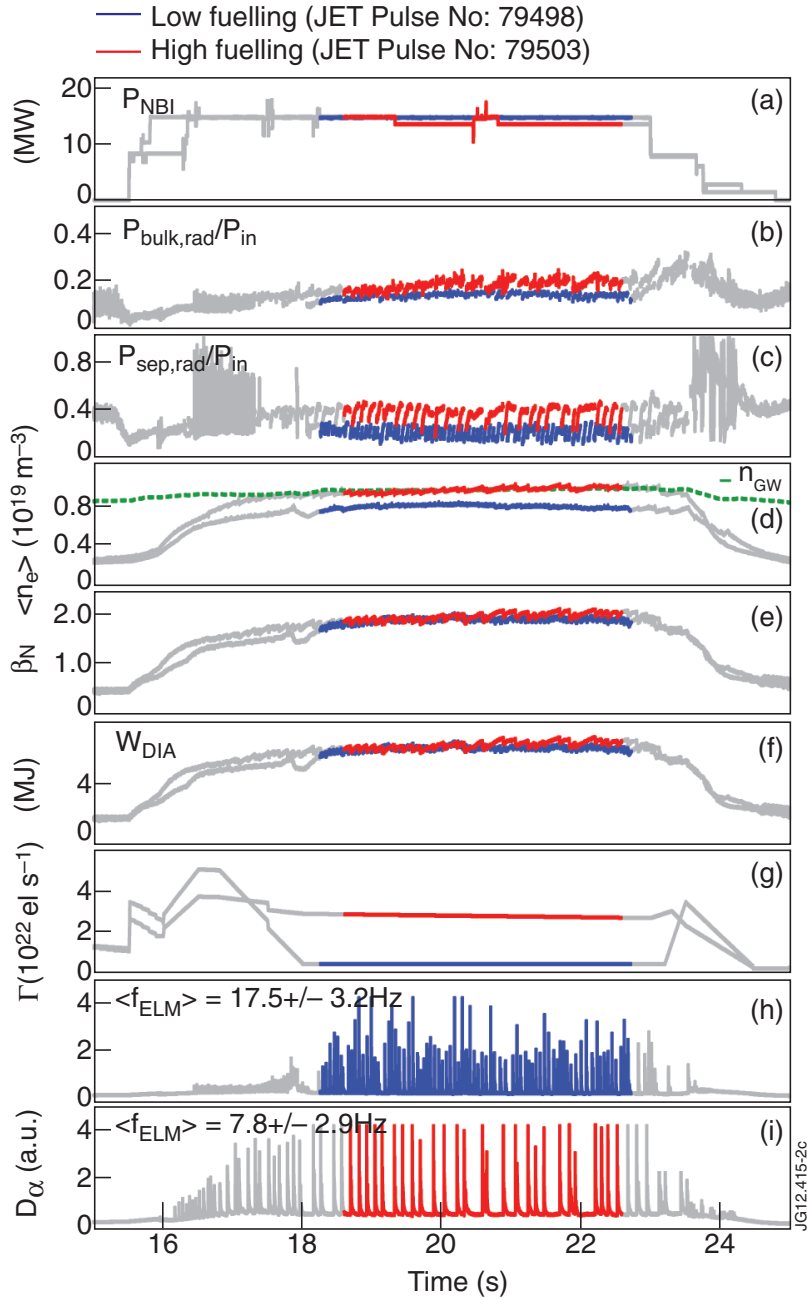 Low fuelling (JET Pulse No: 79498)
High fuelling (JET Pulse No: 79503)
20 P_NBI (a)
(MW)
10
0
P_bulk,rad/P_in (b)
0.4
0.2
0
P_sep,rad/P_in (c)
0.8
0.4
0
n_GW
<n_e> (10^19 m^−3)
0.8 (d)
0.4
0
2.0 (e)
β_N
1.0
0
W_DIA (f)
(MJ)
4
0
(g)
Γ(10^22 el s^−1)
4
2
0
<f_ELM> = 17.5+/− 3.2Hz (h)
4
2
0
<f_ELM> = 7.8+/− 2.9Hz (i)
D_α (a.u.)
4
2
0
16 18 20 22 24
Time (s)
JG12.415-2c